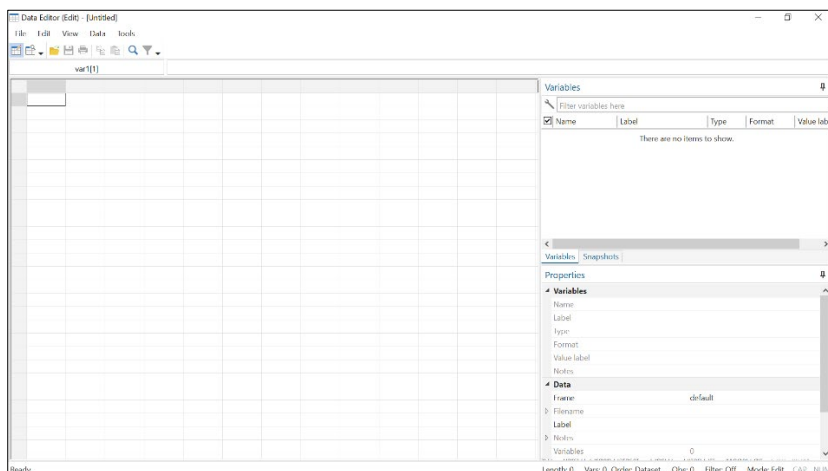 Data Editor (Edit) - [Untitled]
File Edit View Data Tools
var1[1]
Variables
Filter variables here
Name Label Type Format Value lab
There are no items to show.
Variables Snapshots
Properties
Variables
Name
Label
Type
Format
Value label
Notes
Data
Frame default
Filename
Label
Notes
Variables 0
Ready Length: 0 Vars: 0 Order: Dataset Obs: 0 Filter: Off Mode: Edit CAP NUM